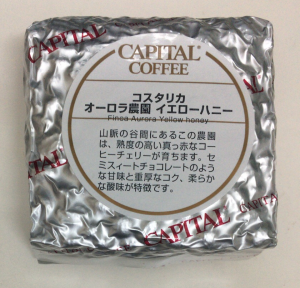 CAPITAL
COFFEE
コスタリカ
オーロラ農園 イエローハニー
Finca Aurora Yellow honey
山脈の谷間にあるこの農園
は、熟度の高い真っ赤なコー
ヒーチェリーが育ちます。セ
ミスィートチョコレートのよう
な甘味と重厚なコク、柔らか
な酸味が特徴です。
CAPITAL
CAPITAL